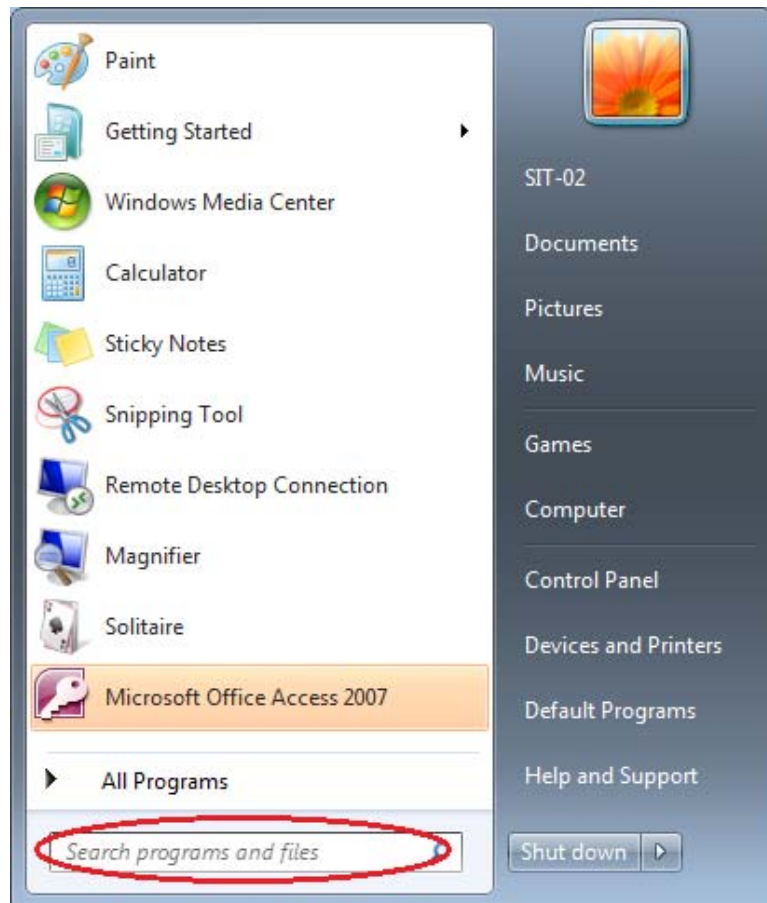 Paint
Getting Started
Windows Media Center
Calculator
Sticky Notes
Snipping Tool
Remote Desktop Connection
Magnifier
Solitaire
Microsoft Office Access 2007
All Programs
Search programs and files
SIT-02
Documents
Pictures
Music
Games
Computer
Control Panel
Devices and Printers
Default Programs
Help and Support
Shut down